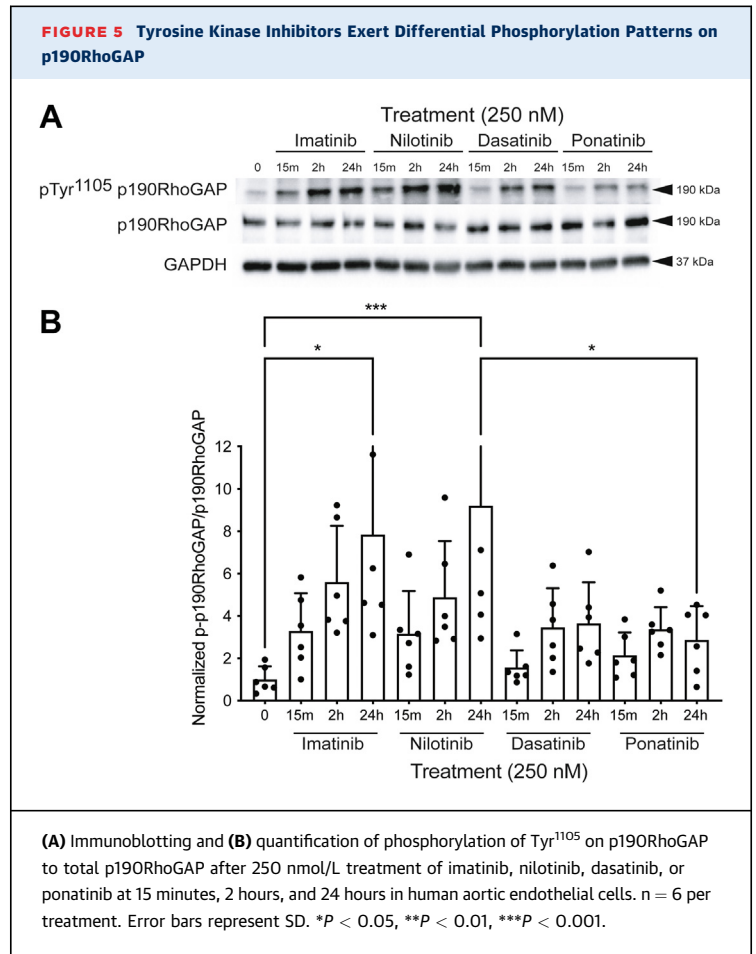 FIGURE 5 Tyrosine Kinase Inhibitors Exert Differential Phosphorylation Patterns on
p190RhoGAP
A
Treatment (250 nM)
Imatinib Nilotinib Dasatinib Ponatinib
0 15m 2h 24h 15m 2h 24h 15m 2h 24h 15m 2h 24h
pTyr¹¹⁰⁵ p190RhoGAP 190 kDa
p190RhoGAP 190 kDa
GAPDH 37 kDa
B
***
* *
Normalized p-p190RhoGAP/p190RhoGAP
12
10
8
6
4
2
0
0 15m 2h 24h 15m 2h 24h 15m 2h 24h 15m 2h 24h
Imatinib Nilotinib Dasatinib Ponatinib
Treatment (250 nM)
(A) Immunoblotting and (B) quantification of phosphorylation of Tyr¹¹⁰⁵ on p190RhoGAP
to total p190RhoGAP after 250 nmol/L treatment of imatinib, nilotinib, dasatinib, or
ponatinib at 15 minutes, 2 hours, and 24 hours in human aortic endothelial cells. n = 6 per
treatment. Error bars represent SD. *P < 0.05, **P < 0.01, ***P < 0.001.